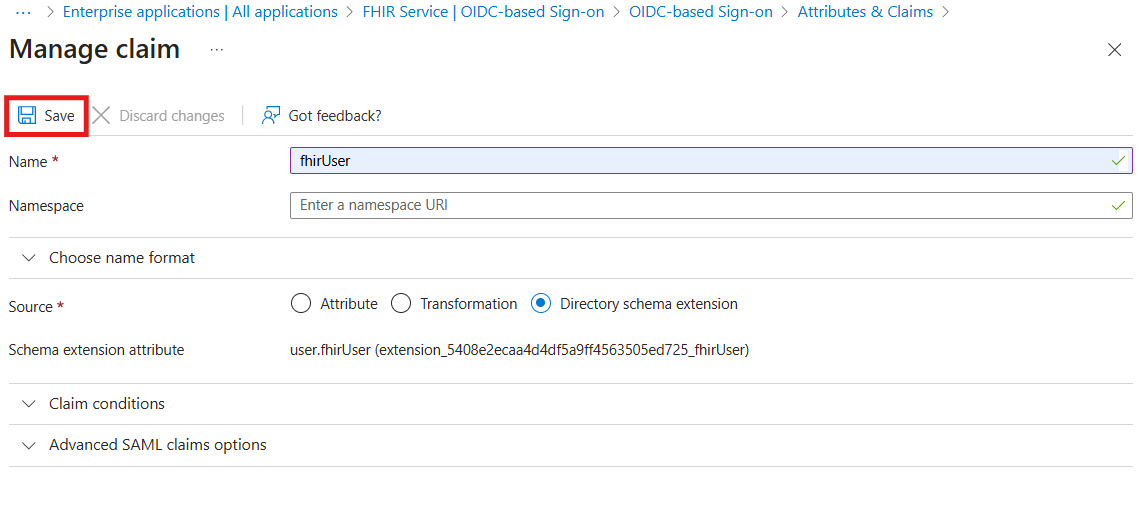 ··· > Enterprise applications | All applications > FHIR Service | OIDC-based Sign-on > OIDC-based Sign-on > Attributes & Claims >
Manage claim ···
Save Discard changes Got feedback?
Name *
fhirUser
Namespace
Enter a namespace URI
Choose name format
Source *
Attribute Transformation Directory schema extension
Schema extension attribute
user.fhirUser (extension_5408e2ecaa4d4df5a9ff4563505ed725_fhirUser)
Claim conditions
Advanced SAML claims options